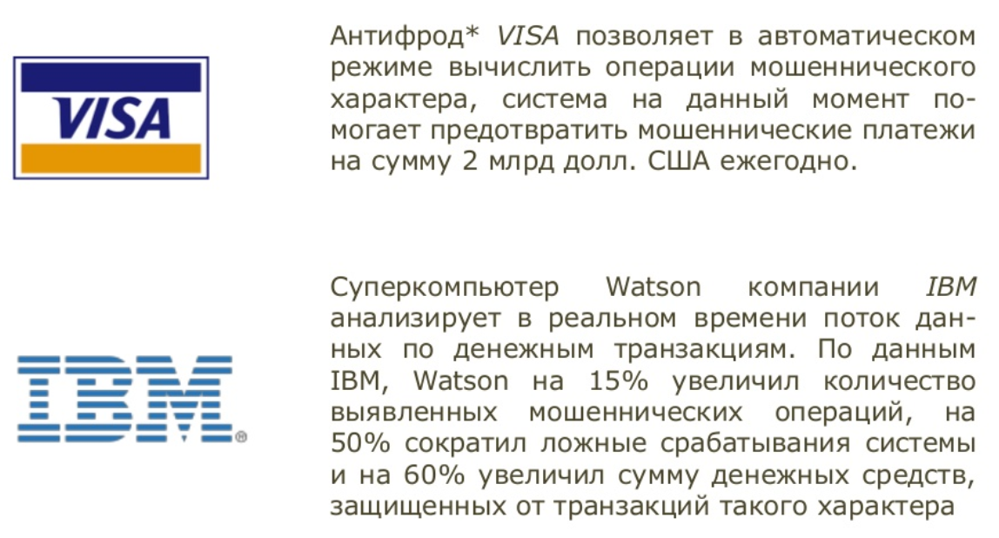 VISA
Антифрод* VISA позволяет в автоматическом
режиме вычислить операции мошеннического
характера, система на данный момент по-
могает предотвратить мошеннические платежи
на сумму 2 млрд долл. США ежегодно.
IBM®
Суперкомпьютер Watson компании IBM
анализирует в реальном времени поток дан-
ных по денежным транзакциям. По данным
IBM, Watson на 15% увеличил количество
выявленных мошеннических операций, на
50% сократил ложные срабатывания системы
и на 60% увеличил сумму денежных средств,
защищенных от транзакций такого характера